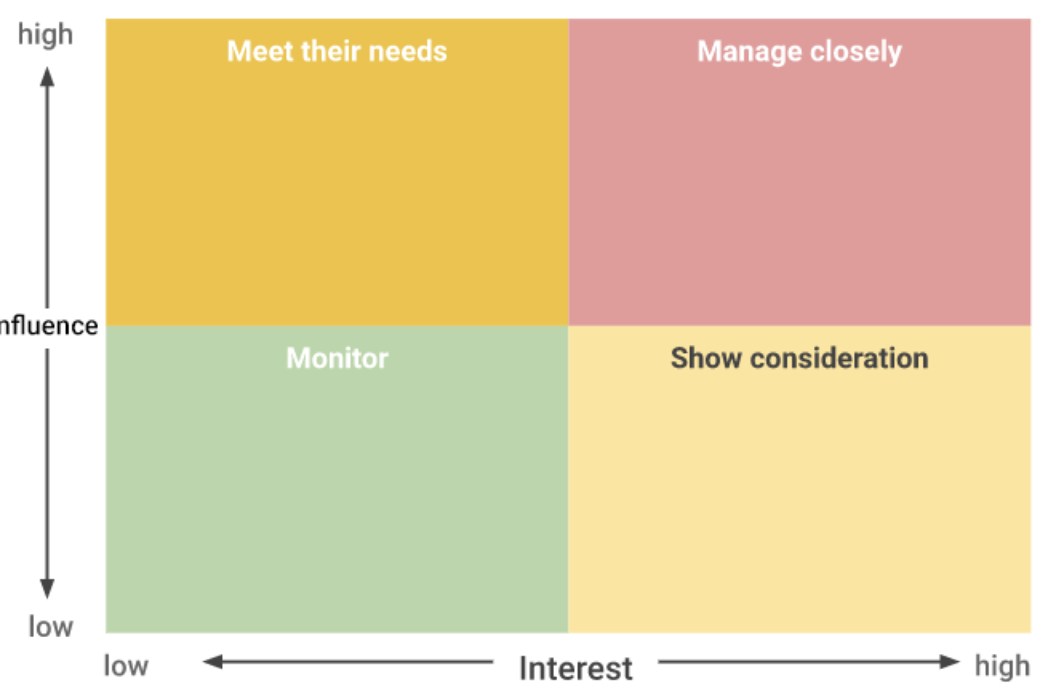 high
Meet their needs
Manage closely
nfluence
Monitor
Show consideration
low
low
Interest
high